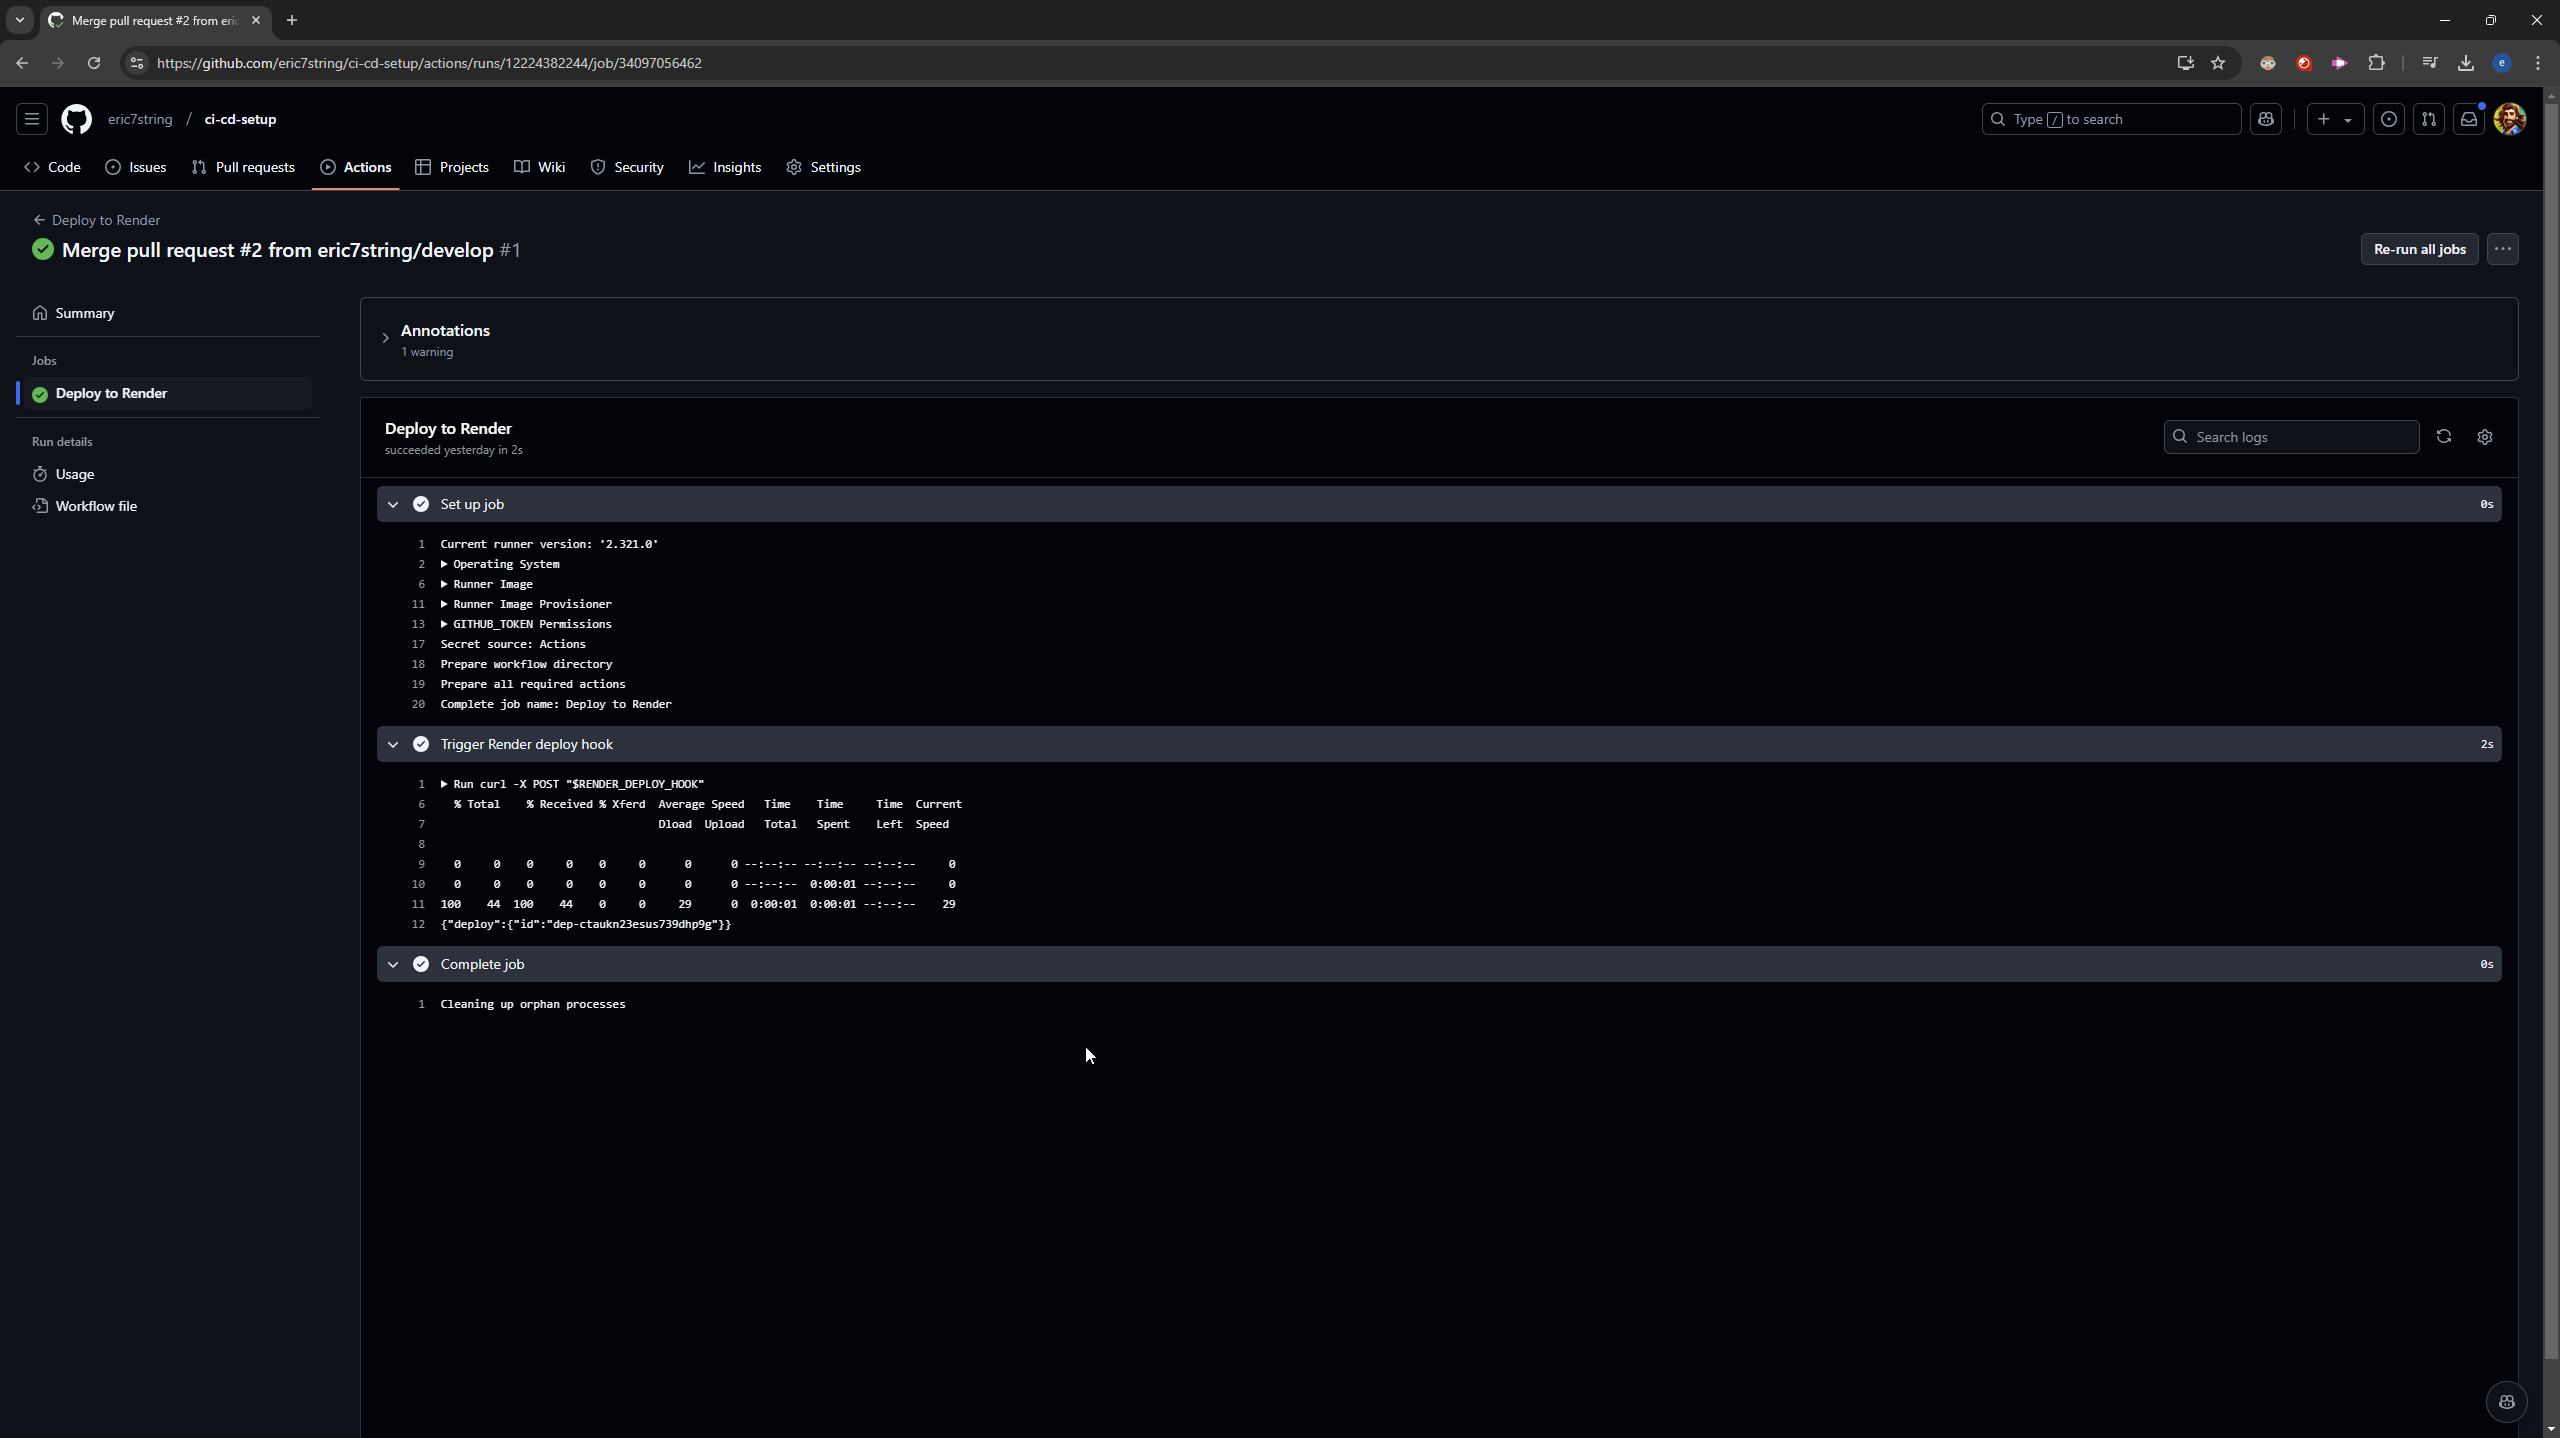 Merge pull request #2 from eric
https://github.com/eric7string/ci-cd-setup/actions/runs/12224382244/job/34097056462
e
eric7string / ci-cd-setup
Type / to search
Code Issues Pull requests Actions Projects Wiki Security Insights Settings
Deploy to Render
Merge pull request #2 from eric7string/develop #1
Re-run all jobs
Summary
Jobs
Deploy to Render
Run details
Usage
Workflow file
Annotations
1 warning
Deploy to Render
succeeded yesterday in 2s
Search logs
Set up job 0s
1 Current runner version: '2.321.0'
2 Operating System
6 Runner Image
11 Runner Image Provisioner
13 GITHUB_TOKEN Permissions
17 Secret source: Actions
18 Prepare workflow directory
19 Prepare all required actions
20 Complete job name: Deploy to Render
Trigger Render deploy hook 2s
1 Run curl -X POST "$RENDER_DEPLOY_HOOK"
6 % Total % Received % Xferd Average Speed Time Time Time Current
7 Dload Upload Total Spent Left Speed
8
9 0 0 0 0 0 0 0 0 --:--:-- --:--:-- --:--:-- 0
10 0 0 0 0 0 0 0 0 --:--:-- 0:00:01 --:--:-- 0
11 100 44 100 44 0 0 29 0 0:00:01 0:00:01 --:--:-- 29
12 {"deploy":{"id":"dep-ctaukn23esus739dhp9g"}}
Complete job 0s
1 Cleaning up orphan processes